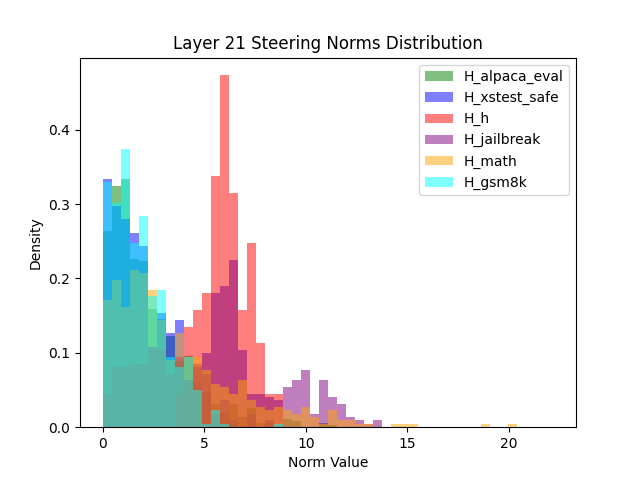 Layer 21 Steering Norms Distribution
H_alpaca_eval
H_xstest_safe
H_h
H_jailbreak
H_math
H_gsm8k
Density
0.4
0.3
0.2
0.1
0.0
0 5 10 15 20
Norm Value